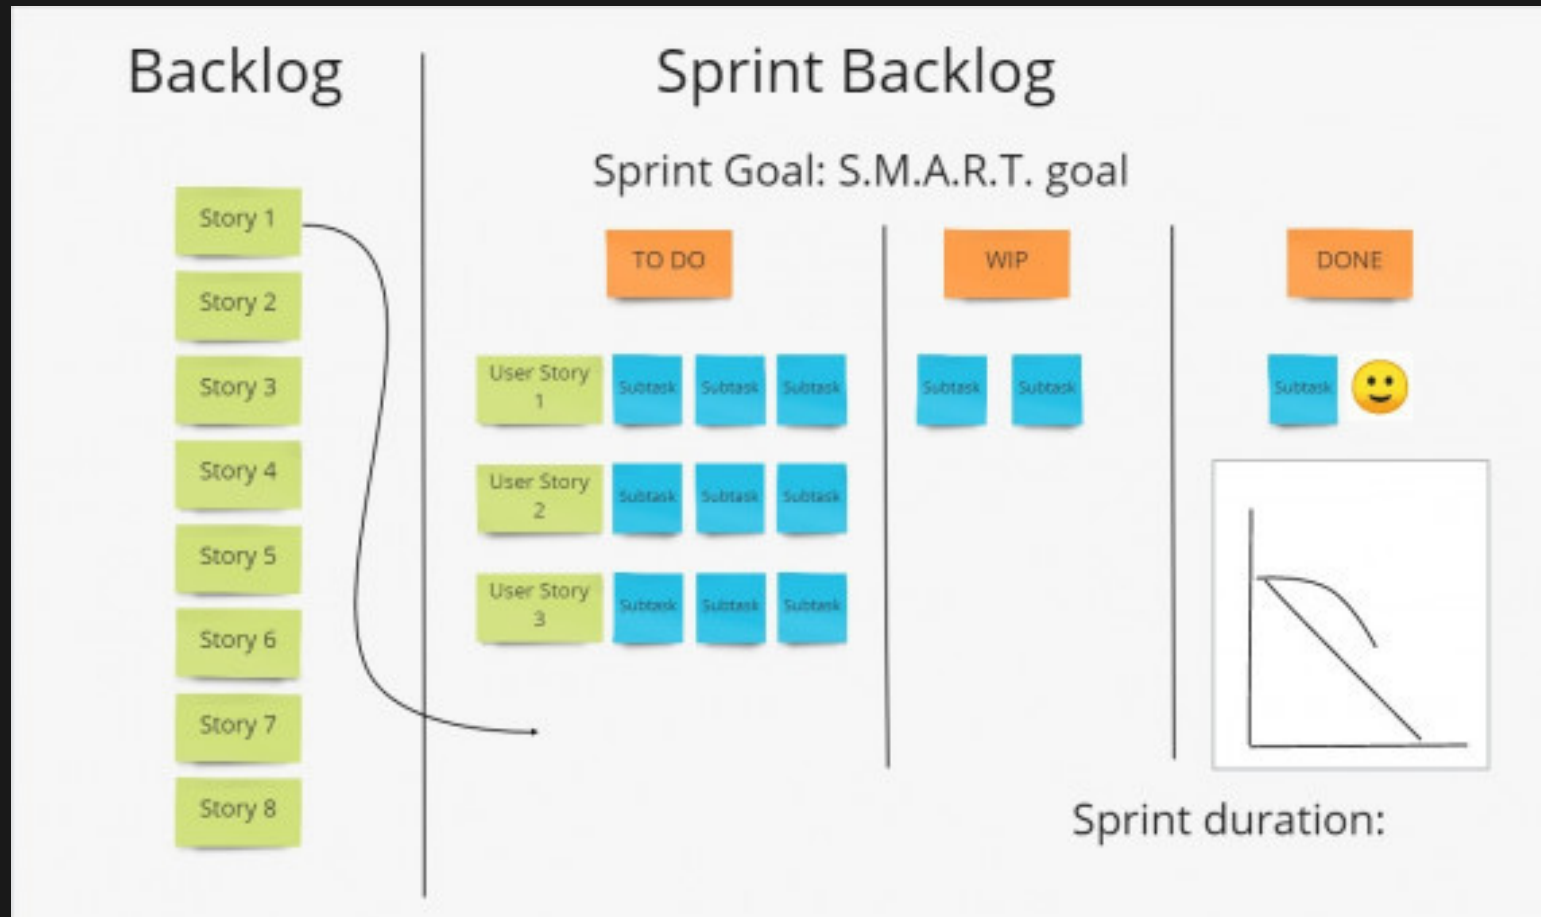 Backlog
Sprint Backlog
Sprint Goal: S.M.A.R.T. goal
Story 1
Story 2
Story 3
Story 4
Story 5
Story 6
Story 7
Story 8
TO DO
WIP
DONE
User Story
1
Subtask
Subtask
Subtask
Subtask
Subtask
Subtask
User Story
2
Subtask
Subtask
Subtask
User Story
3
Subtask
Subtask
Subtask
Sprint duration: